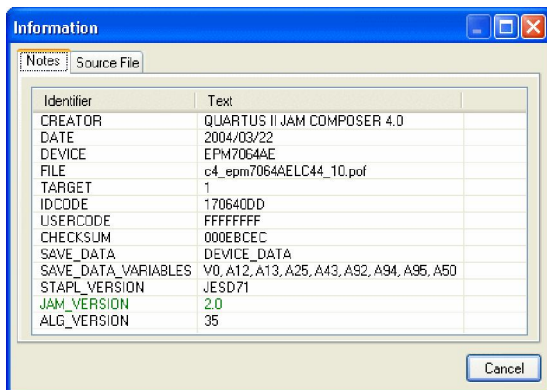 Information
Notes Source File
Identifier Text
CREATOR QUARTUS II JAM COMPOSER 4.0
DATE 2004/03/22
DEVICE EPM7064AE
FILE c4_epm7064AELC44_10.pof
TARGET 1
IDCODE 170640DD
USERCODE FFFFFFFF
CHECKSUM 000EBCEC
SAVE_DATA DEVICE_DATA
SAVE_DATA_VARIABLES V0, A12, A13, A25, A43, A92, A94, A95, A50
STAPL_VERSION JESD71
JAM_VERSION 2.0
ALG_VERSION 35
Cancel